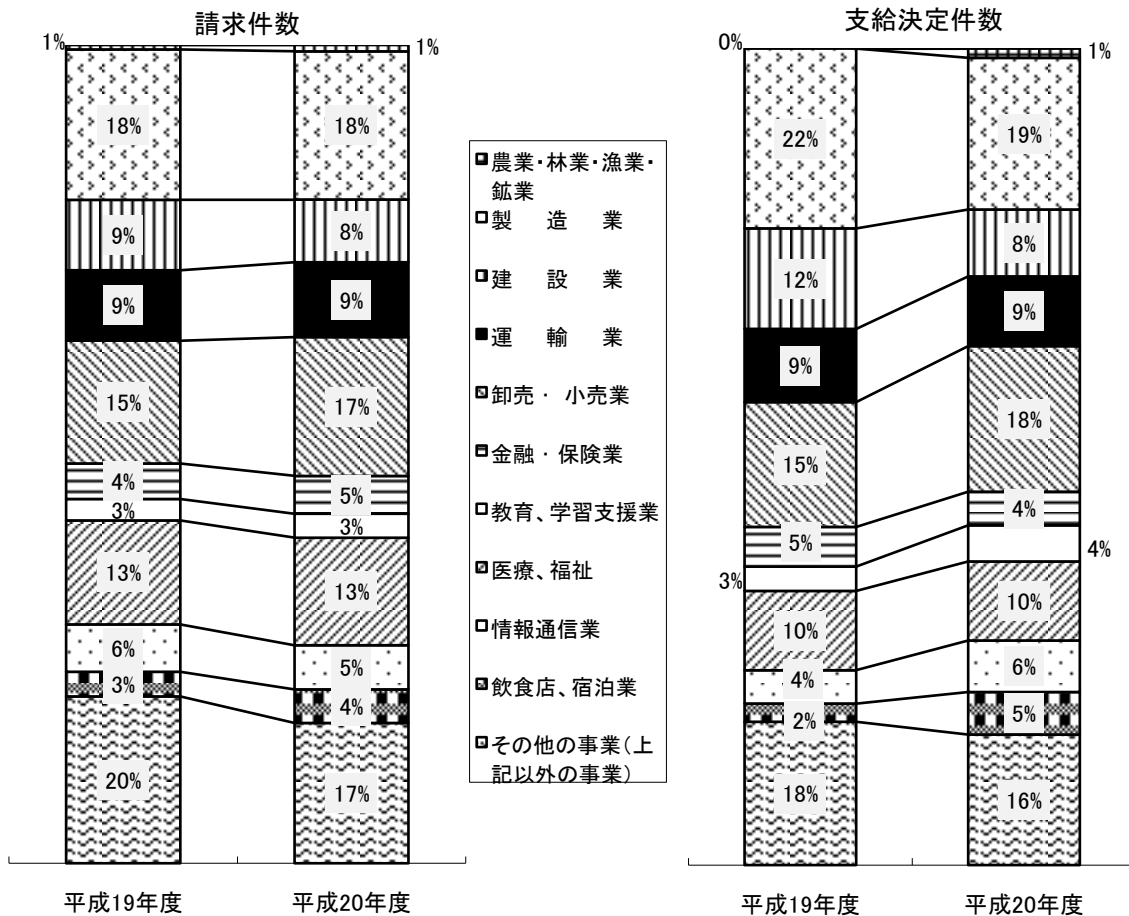 請求件数
1%
1%
18%
18%
9%
8%
9%
9%
15%
17%
4%
5%
3%
3%
13%
13%
6%
5%
3%
4%
20%
17%
平成19年度
平成20年度
農業・林業・漁業・
鉱業
製 造 業
建 設 業
運 輸 業
卸売・ 小売業
金融・保険業
教育、学習支援業
医療、福祉
情報通信業
飲食店、宿泊業
その他の事業(上
記以外の事業)
支給決定件数
0%
1%
22%
19%
12%
8%
9%
9%
15%
18%
5%
4%
3%
4%
10%
10%
4%
6%
2%
5%
18%
16%
平成19年度
平成20年度